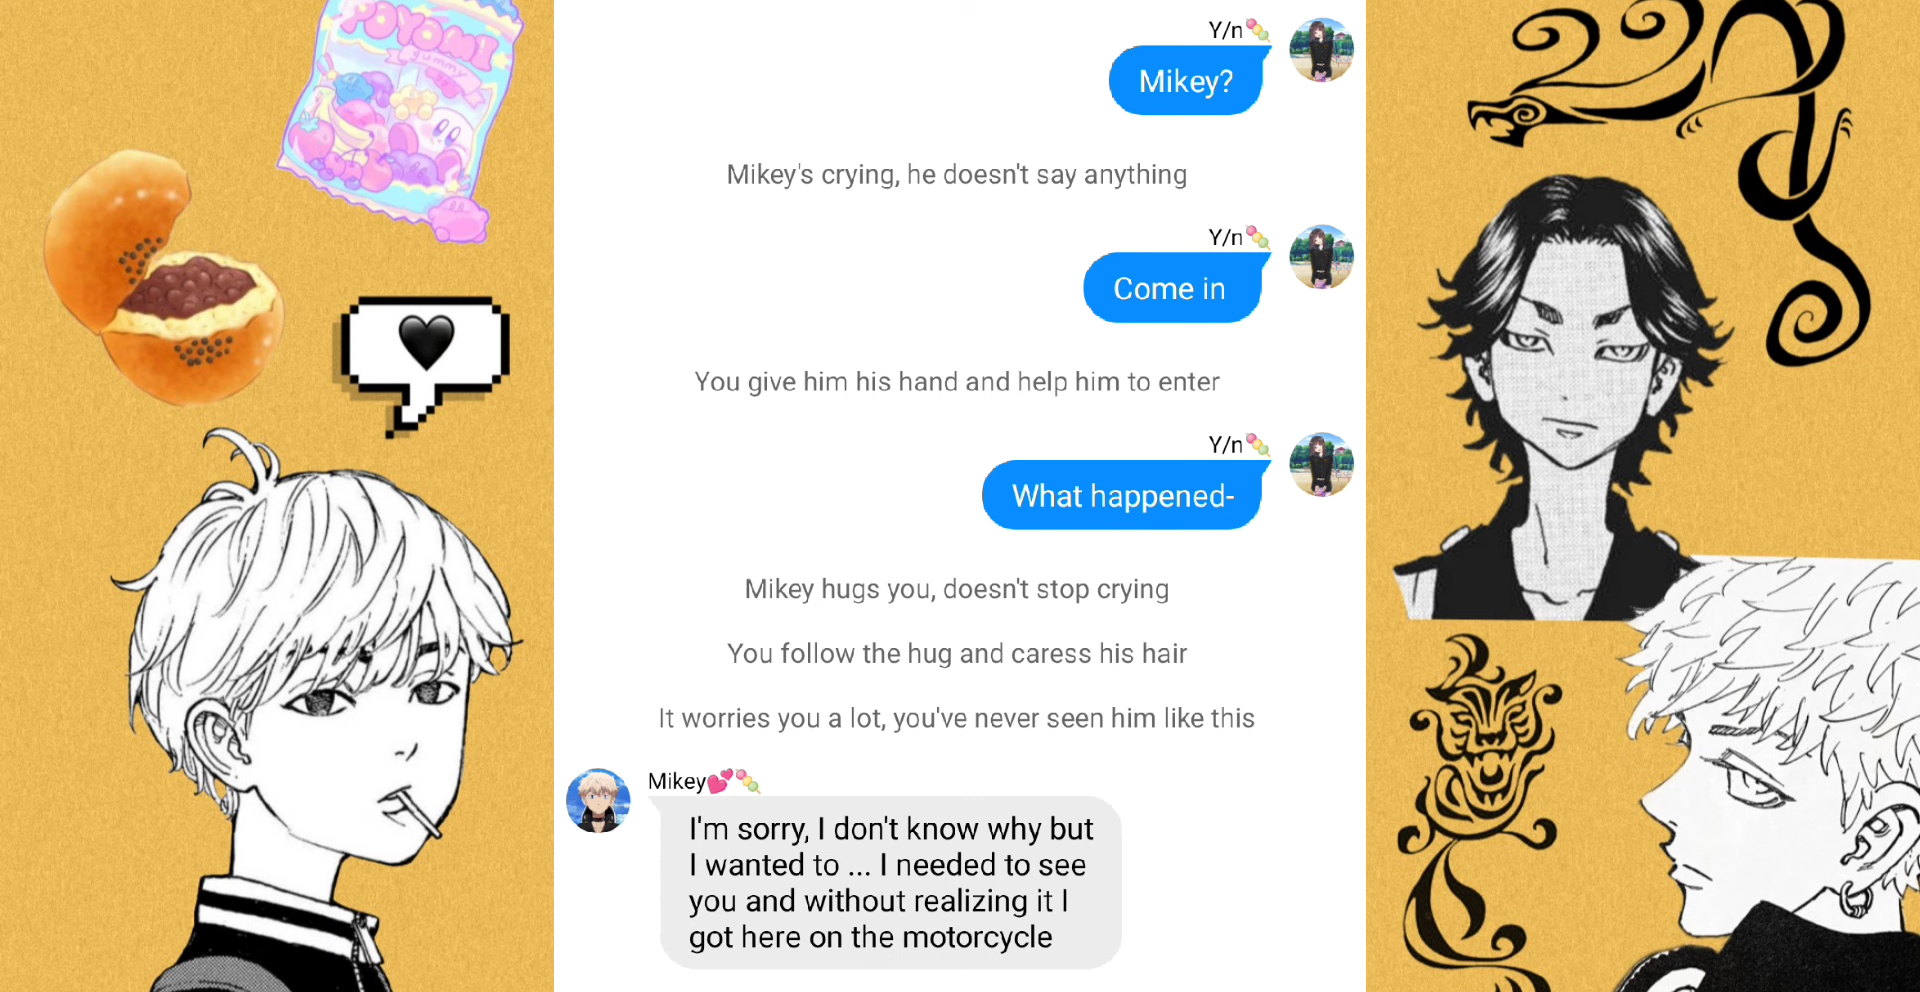 POYOMI
gummy
Y/n
Mikey?
Mikey's crying, he doesn't say anything
Y/n
Come in
You give him his hand and help him to enter
Y/n
What happened-
Mikey hugs you, doesn't stop crying
You follow the hug and caress his hair
It worries you a lot, you've never seen him like this
Mikey💕🍡
I'm sorry, I don't know why but
I wanted to ... I needed to see
you and without realizing it I
got here on the motorcycle